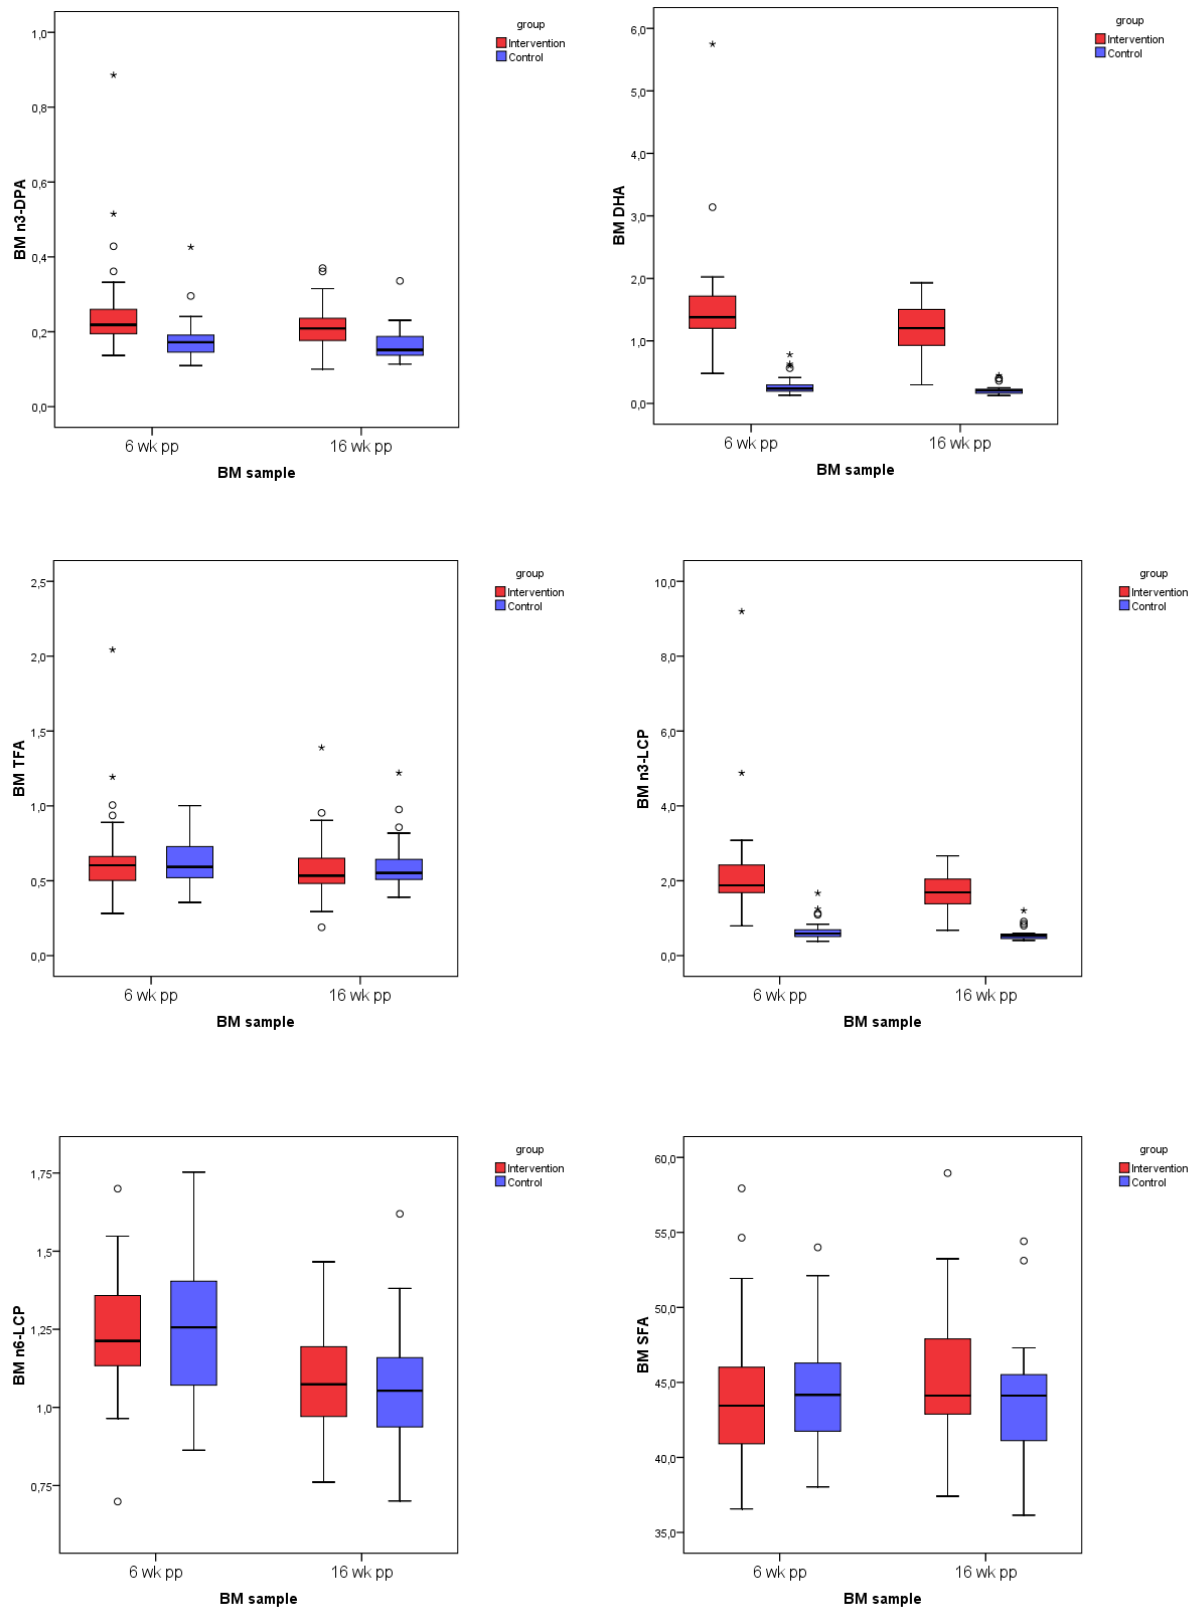 group
Intervention
Control
1,0
0,8
0,6
0,4
0,2
0,0
BM n3-DPA
6 wk pp
16 wk pp
BM sample
group
Intervention
Control
6,0
5,0
4,0
3,0
2,0
1,0
0,0
BM DHA
6 wk pp
16 wk pp
BM sample
group
Intervention
Control
2,5
2,0
1,5
1,0
0,5
0,0
BM TFA
6 wk pp
16 wk pp
BM sample
group
Intervention
Control
10,0
8,0
6,0
4,0
2,0
0,0
BM n3-LCP
6 wk pp
16 wk pp
BM sample
group
Intervention
Control
1,75
1,5
1,25
1,0
0,75
BM n6-LCP
6 wk pp
16 wk pp
BM sample
group
Intervention
Control
60,0
55,0
50,0
45,0
40,0
35,0
BM SFA
6 wk pp
16 wk pp
BM sample